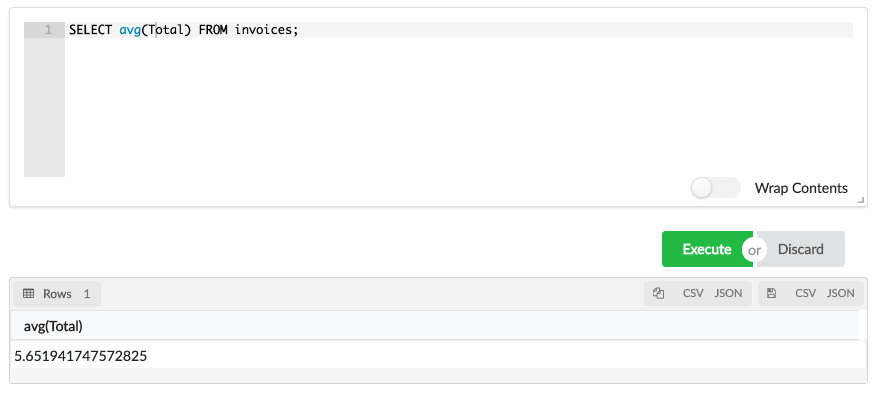 1 SELECT avg(Total) FROM invoices;
Wrap Contents
Execute or Discard
Rows 1 CSV JSON CSV JSON
avg(Total)
5.651941747572825